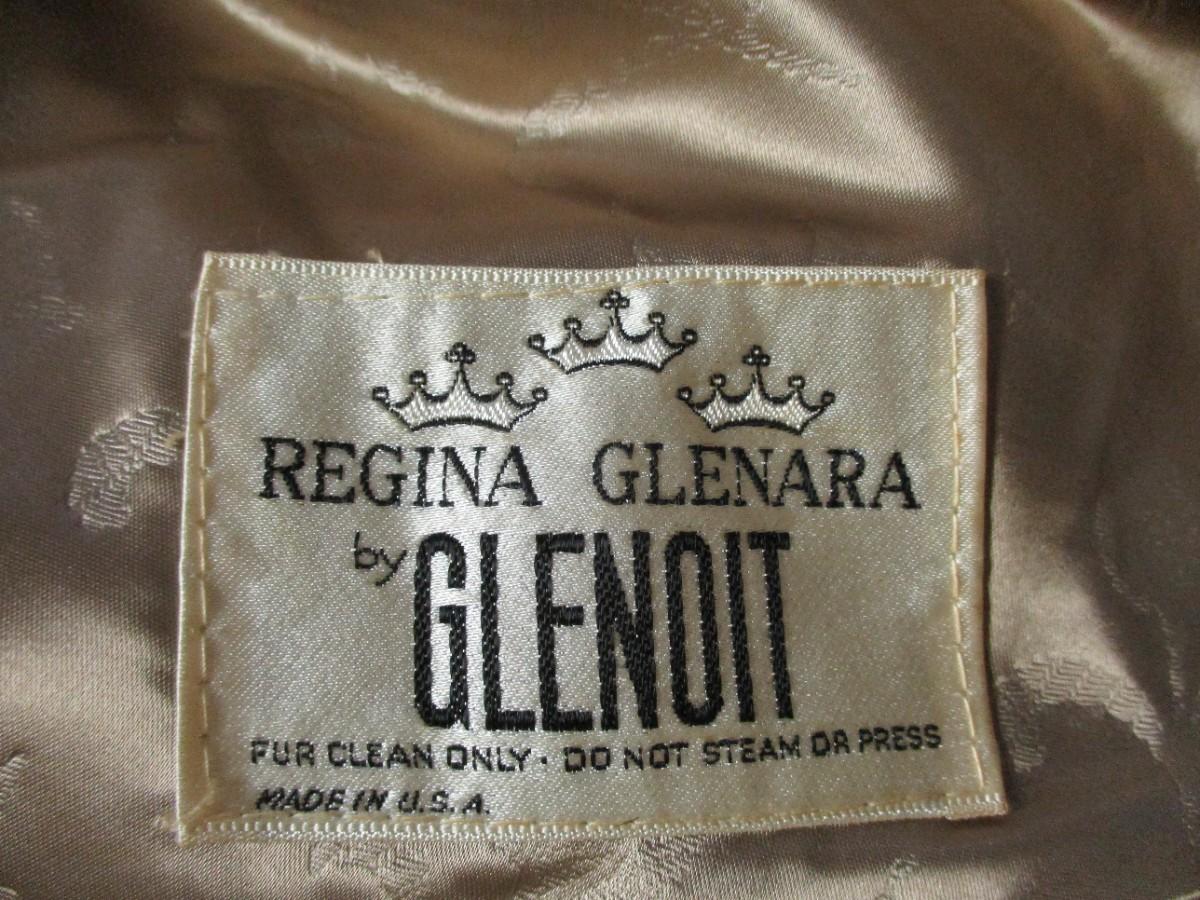 REGINA GLENARA
by GLENOIT
FUR CLEAN ONLY · DO NOT STEAM OR PRESS
MADE IN U.S.A.